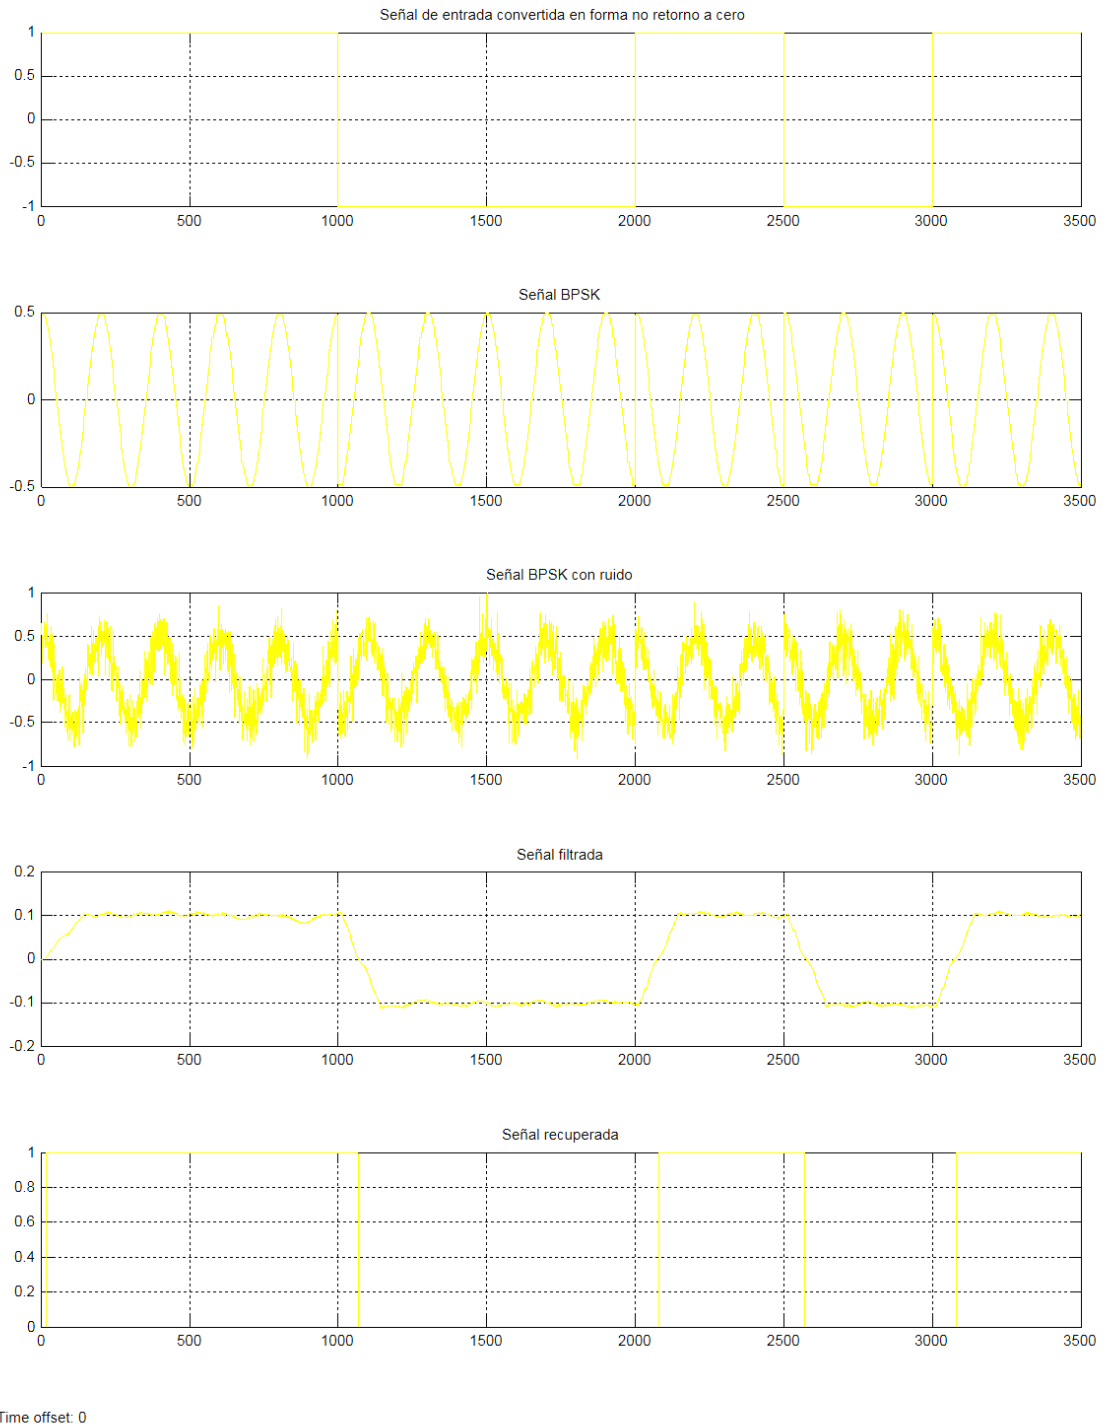 Señal de entrada convertida en forma no retorno a cero
1
0.5
0
-0.5
-1
0 500 1000 1500 2000 2500 3000 3500
Señal BPSK
0.5
0
-0.5
0 500 1000 1500 2000 2500 3000 3500
Señal BPSK con ruido
1
0.5
0
-0.5
-1
0 500 1000 1500 2000 2500 3000 3500
Señal filtrada
0.2
0.1
0
-0.1
-0.2
0 500 1000 1500 2000 2500 3000 3500
Señal recuperada
1
0.8
0.6
0.4
0.2
0
0 500 1000 1500 2000 2500 3000 3500
Time offset: 0